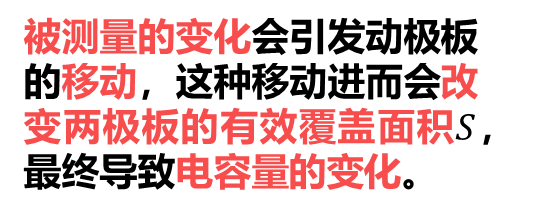 被测量的变化会引发动极板
的移动，这种移动进而会改
变两极板的有效覆盖面积S，
最终导致电容量的变化。